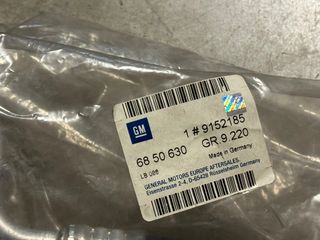 GM
1 # 9152185
68 50 630 GR.9.220
Made in Germany
LB 086
GENERAL MOTORS EUROPE AFTERSALES,
Eisenstrasse 2-4, D-65428 Rüsselsheim Germany